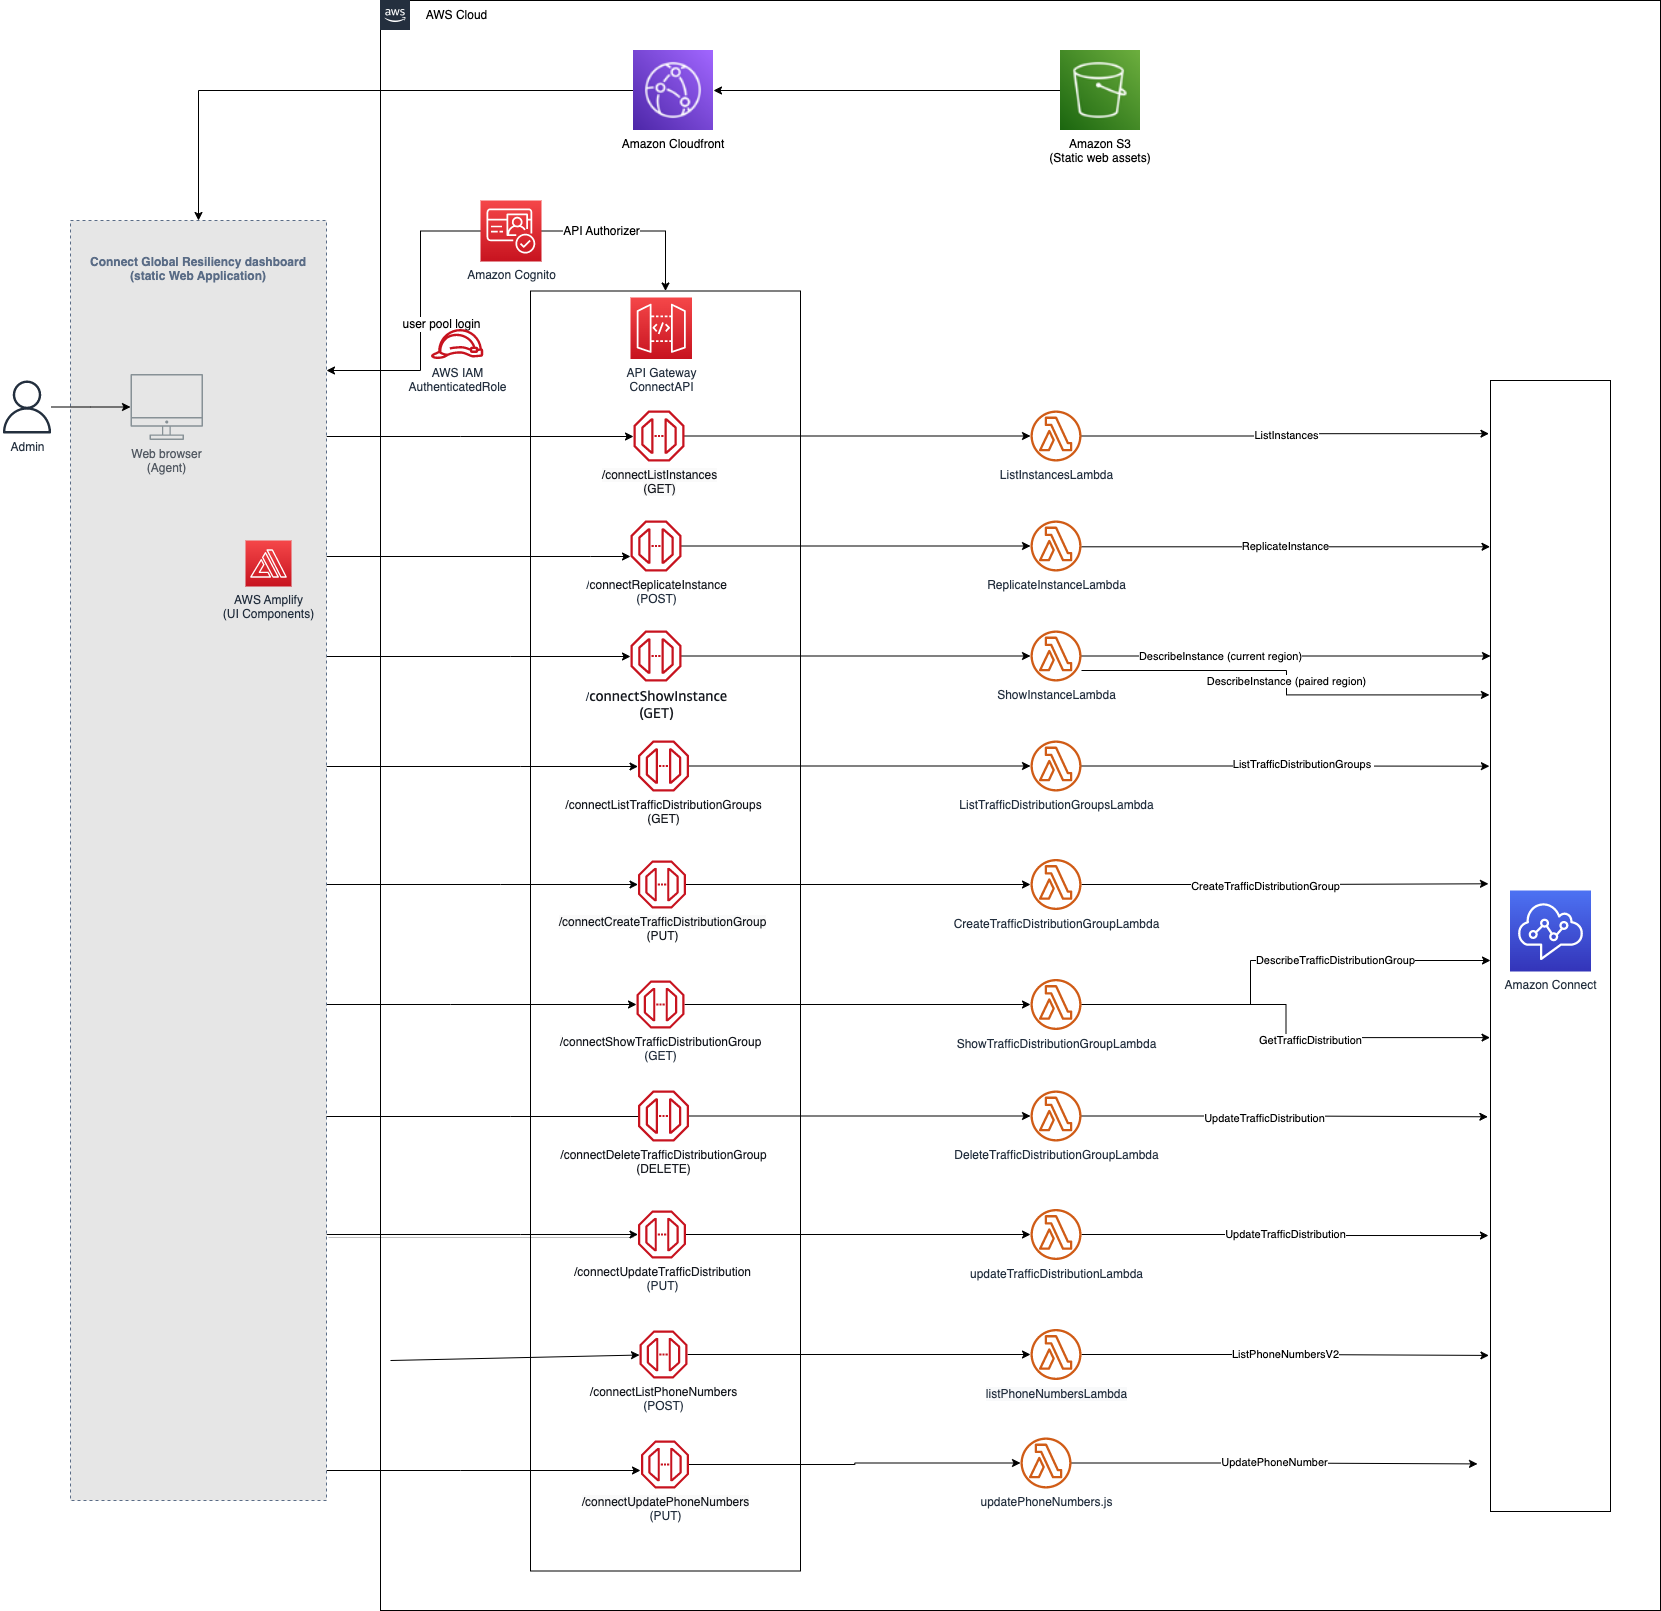 aws
AWS Cloud
Amazon Cloudfront
Amazon S3
(Static web assets)
Connect Global Resiliency dashboard
(static Web Application)
API Authorizer
Amazon Cognito
user pool login
AWS IAM
AuthenticatedRole
API Gateway
ConnectAPI
Admin
Web browser
(Agent)
AWS Amplify
(UI Components)
/connectListInstances
(GET)
ListInstancesLambda
ListInstances
/connectReplicateInstance
(POST)
ReplicateInstanceLambda
ReplicateInstance
/connectShowInstance
(GET)
ShowInstanceLambda
DescribeInstance (current region)
DescribeInstance (paired region)
/connectListTrafficDistributionGroups
(GET)
ListTrafficDistributionGroupsLambda
ListTrafficDistributionGroups
/connectCreateTrafficDistributionGroup
(PUT)
CreateTrafficDistributionGroupLambda
CreateTrafficDistributionGroup
Amazon Connect
/connectShowTrafficDistributionGroup
(GET)
ShowTrafficDistributionGroupLambda
DescribeTrafficDistributionGroup
GetTrafficDistribution
/connectDeleteTrafficDistributionGroup
(DELETE)
DeleteTrafficDistributionGroupLambda
UpdateTrafficDistribution
/connectUpdateTrafficDistribution
(PUT)
updateTrafficDistributionLambda
UpdateTrafficDistribution
/connectListPhoneNumbers
(POST)
listPhoneNumbersLambda
ListPhoneNumbersV2
/connectUpdatePhoneNumbers
(PUT)
updatePhoneNumbers.js
UpdatePhoneNumber